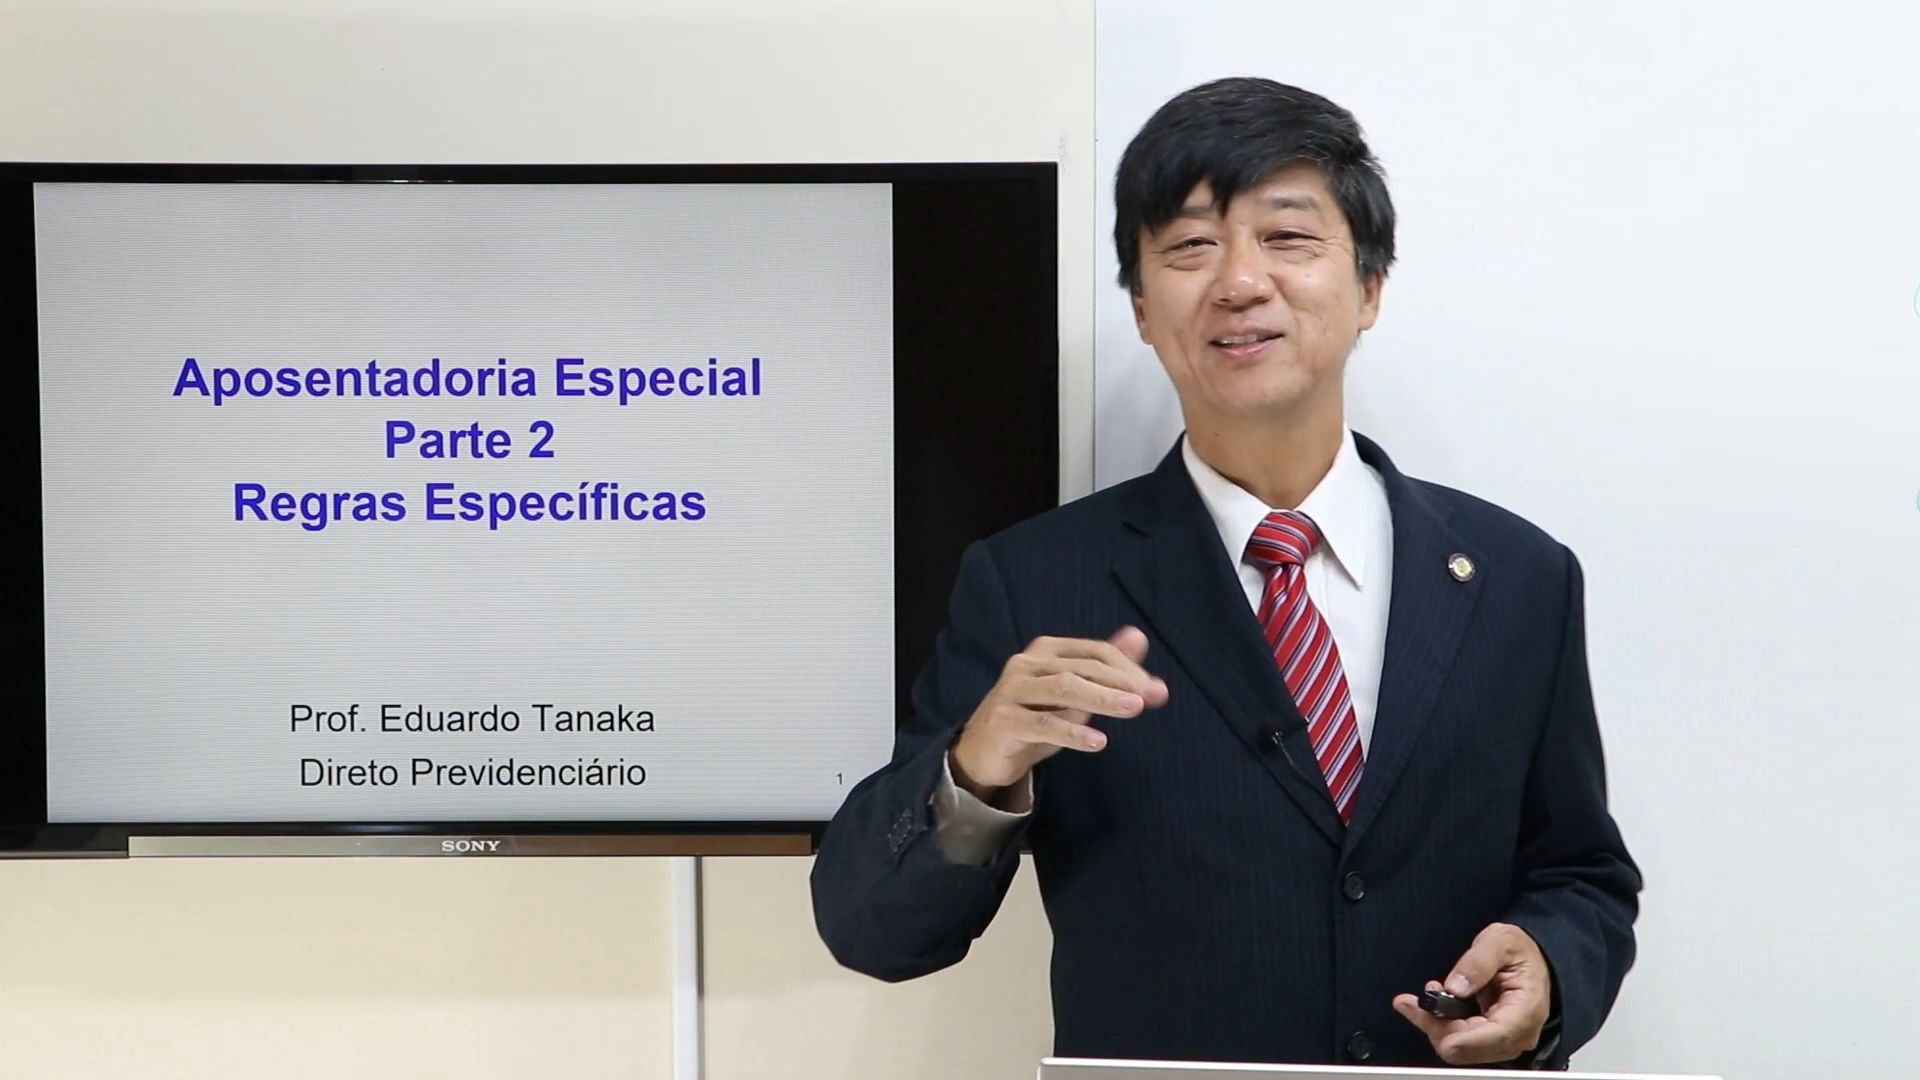 Aposentadoria Especial
Parte 2
Regras Específicas
Prof. Eduardo Tanaka
Direto Previdenciário
1
SONY